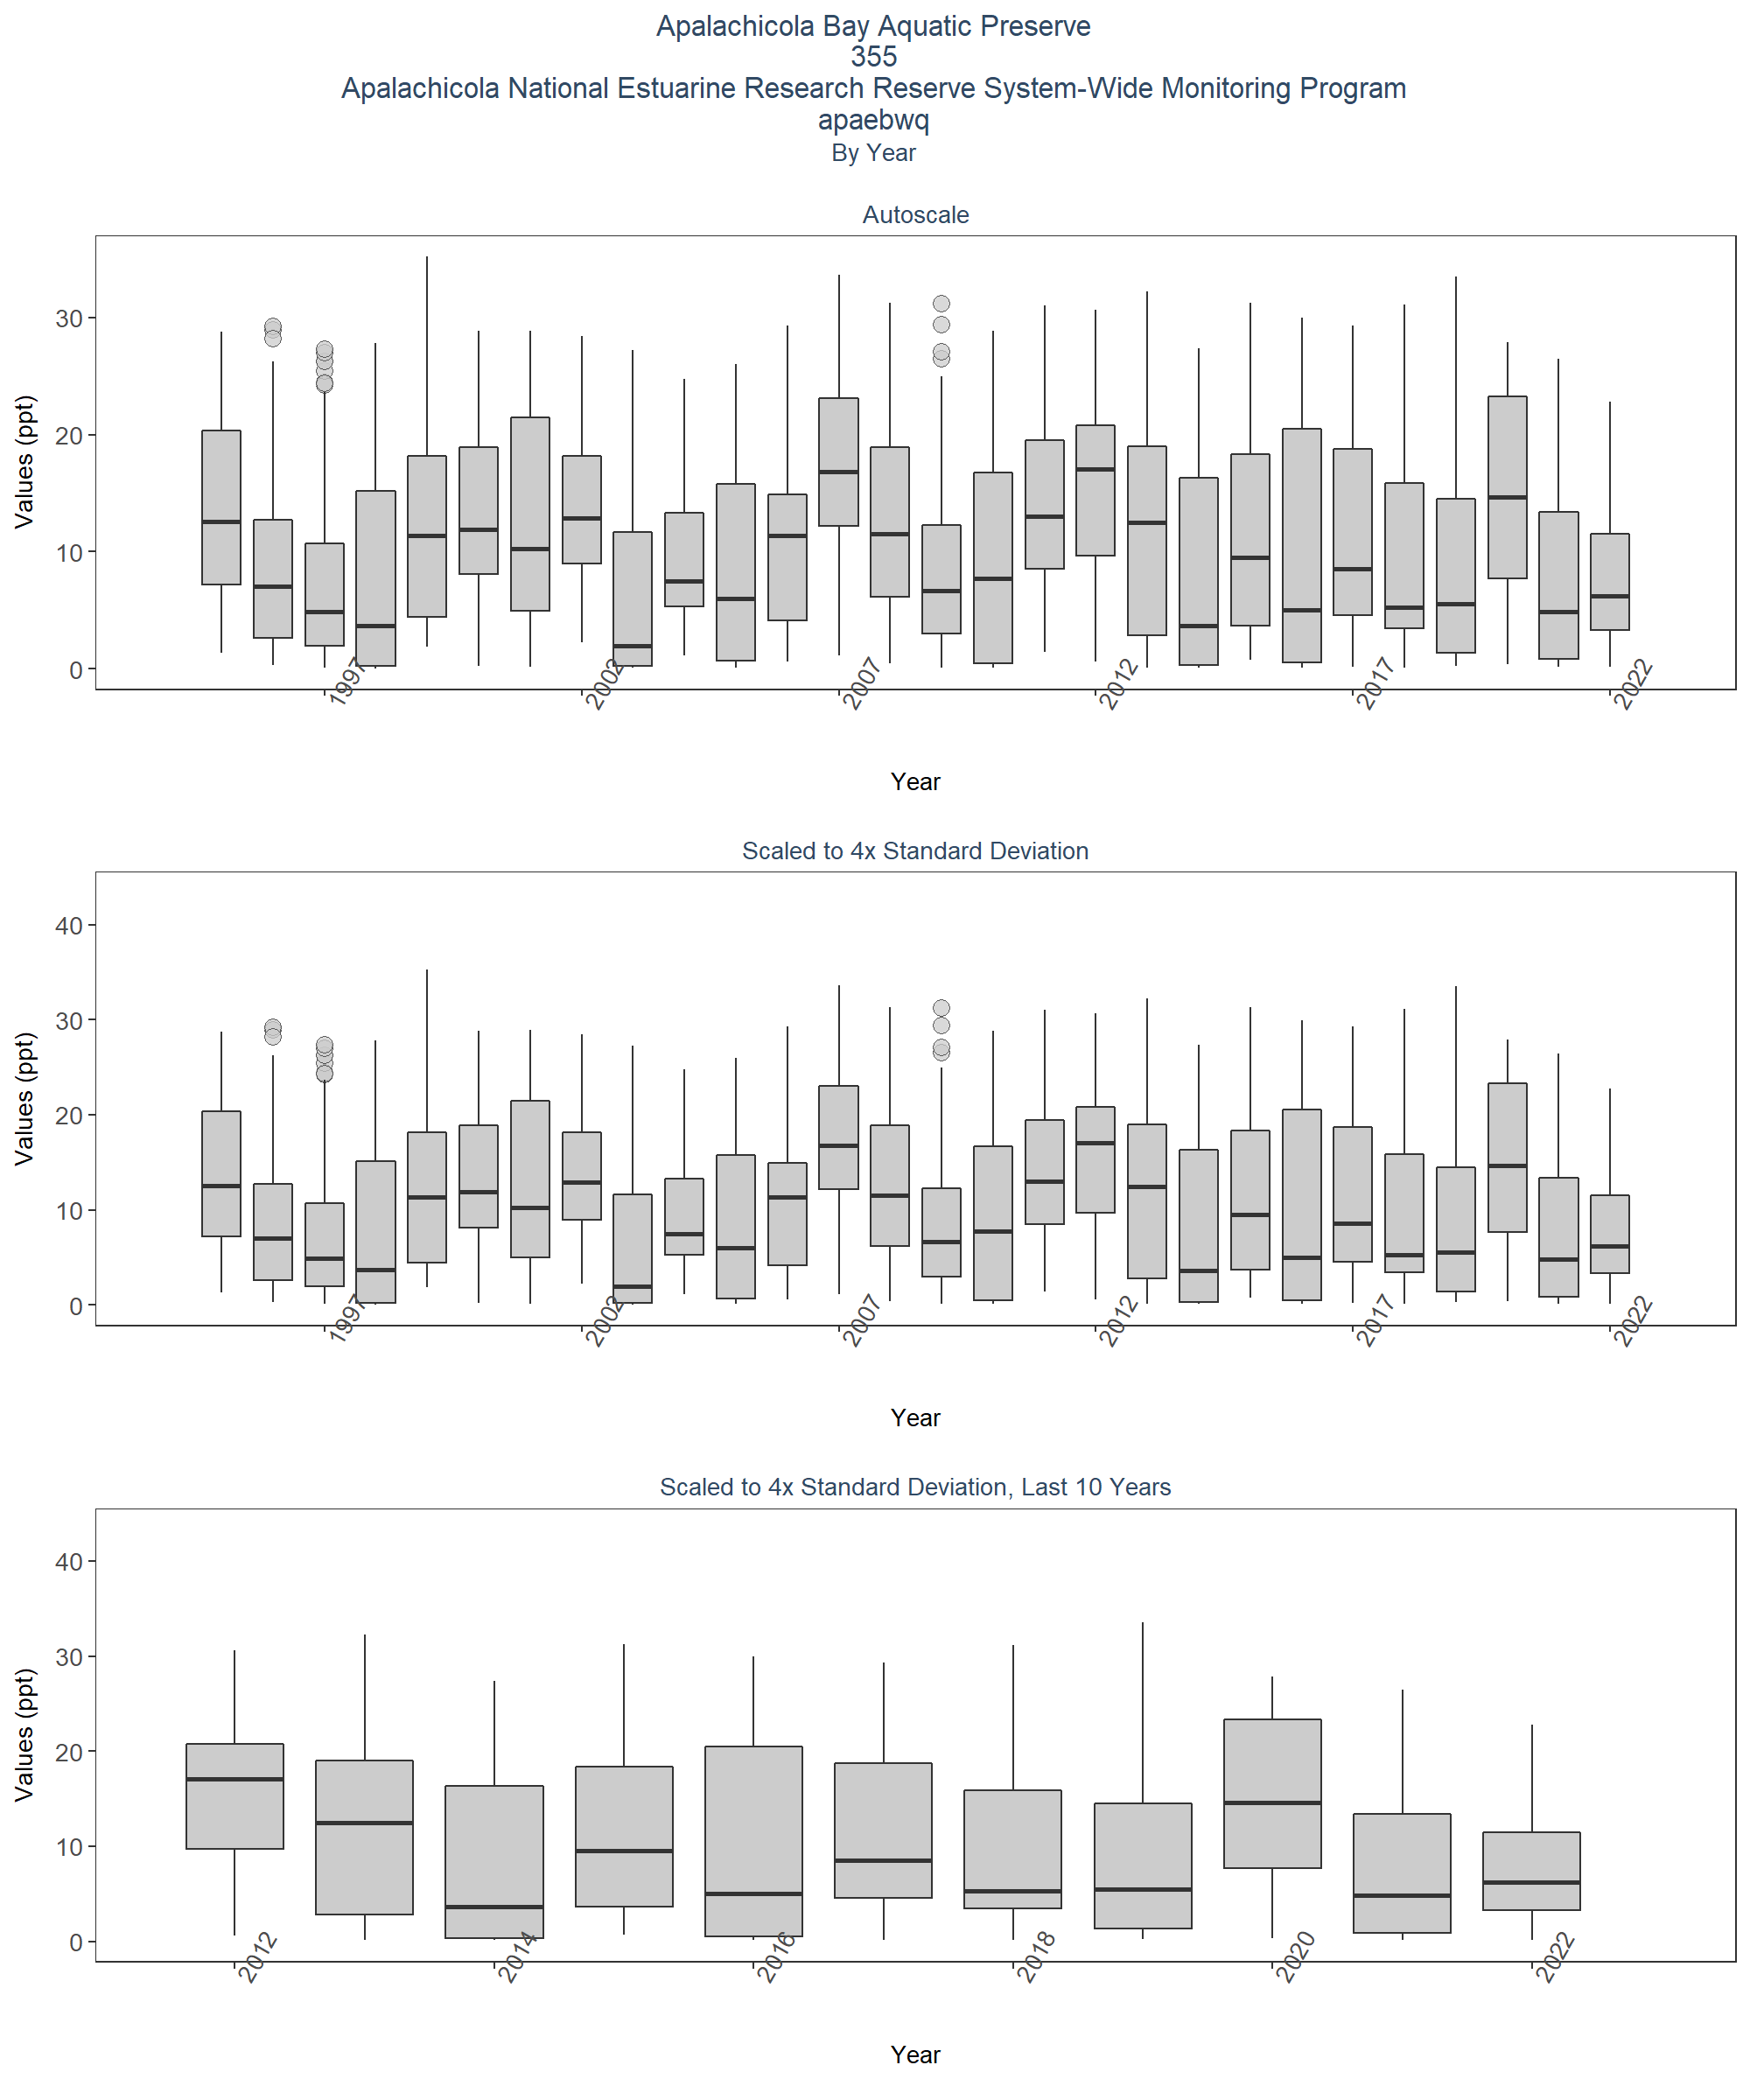 Apalachicola Bay Aquatic Preserve
355
Apalachicola National Estuarine Research Reserve System-Wide Monitoring Program
apaebwq
By Year
Autoscale
Values (ppt)
30
20
10
0
1997 2002 2007 2012 2017 2022
Year
Scaled to 4x Standard Deviation
Values (ppt)
40
30
20
10
0
1997 2002 2007 2012 2017 2022
Year
Scaled to 4x Standard Deviation, Last 10 Years
Values (ppt)
40
30
20
10
0
2012 2014 2016 2018 2020 2022
Year